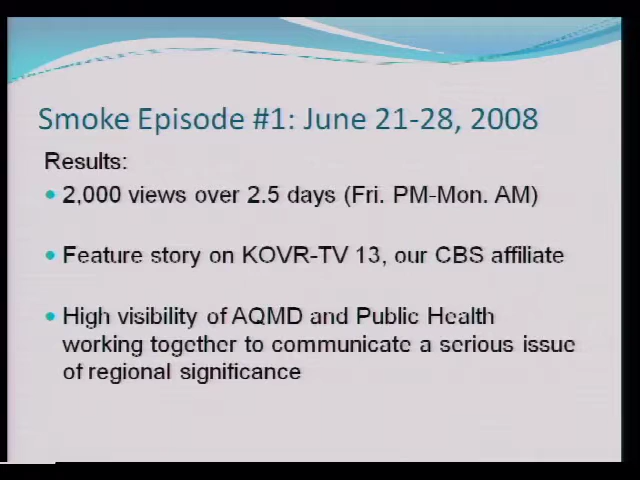 Smoke Episode #1: June 21-28, 2008
Results:
2,000 views over 2.5 days (Fri. PM-Mon. AM)
Feature story on KOVR-TV 13, our CBS affiliate
High visibility of AQMD and Public Health
working together to communicate a serious issue
of regional significance